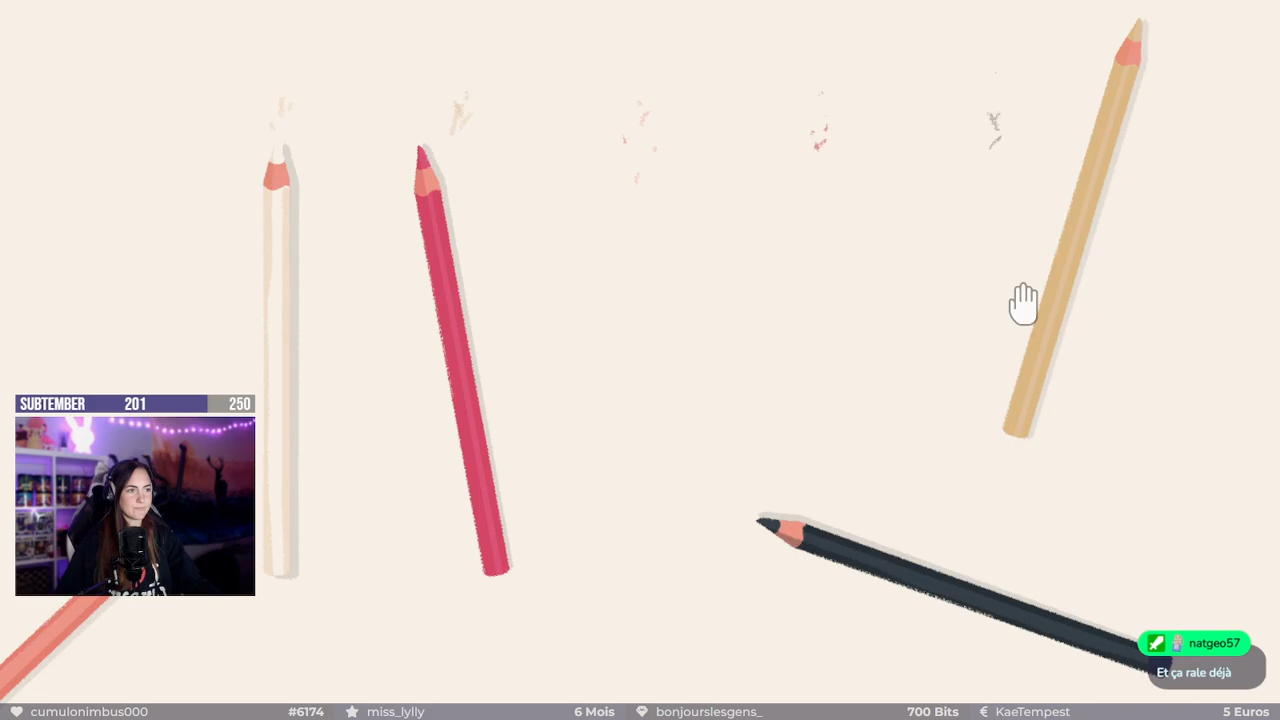 SUBTEMBER 201 250
natgeo57
Et ça rale déjà
cumulonimbus000 #6174 miss_lylly 6 Mois bonjourslesgens_ 700 Bits KaeTempest 5 Euros